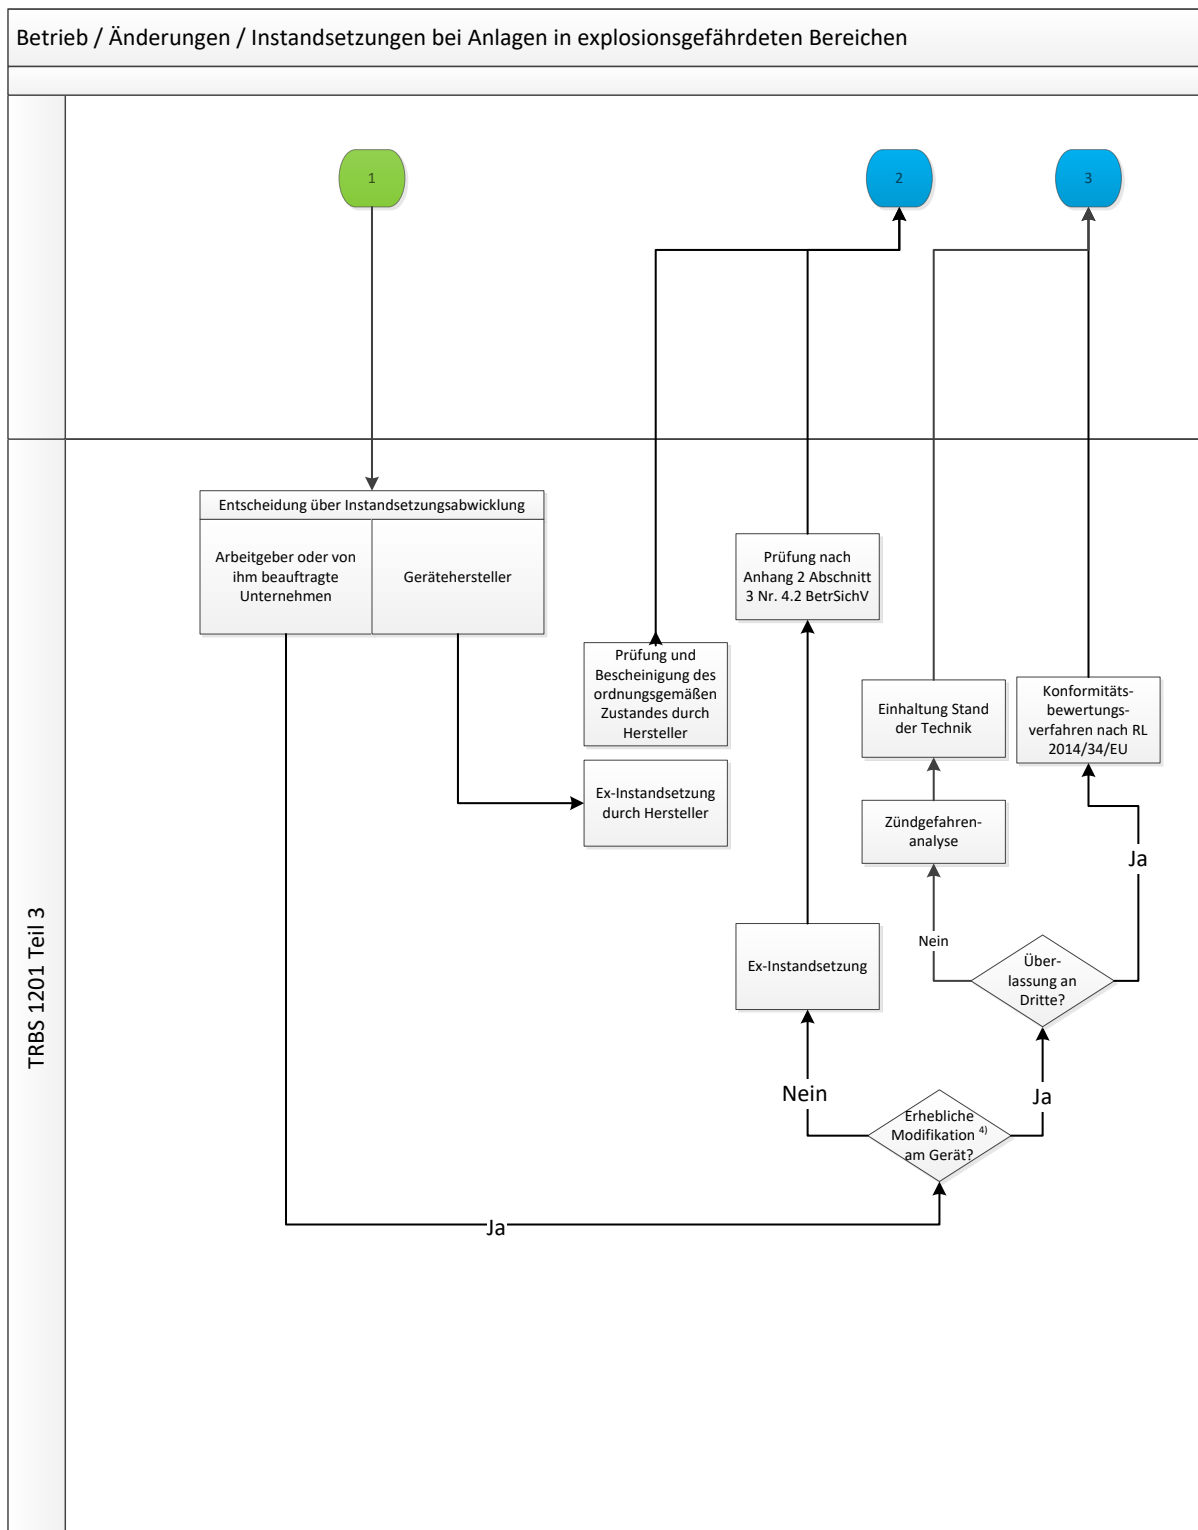 Betrieb / Änderungen / Instandsetzungen bei Anlagen in explosionsgefährdeten Bereichen
1
2
3
TRBS 1201 Teil 3
Entscheidung über Instandsetzungsabwicklung
Arbeitgeber oder von
ihm beauftragte
Unternehmen
Gerätehersteller
Prüfung und
Bescheinigung des
ordnungsgemäßen
Zustandes durch
Hersteller
Ex-Instandsetzung
durch Hersteller
Prüfung nach
Anhang 2 Abschnitt
3 Nr. 4.2 BetrSichV
Einhaltung Stand
der Technik
Konformitäts-
bewertungs-
verfahren nach RL
2014/34/EU
Zündgefahren-
analyse
Ja
Nein
Ex-Instandsetzung
Über-
lassung an
Dritte?
Nein
Ja
Erhebliche
Modifikation 4)
am Gerät?
Ja